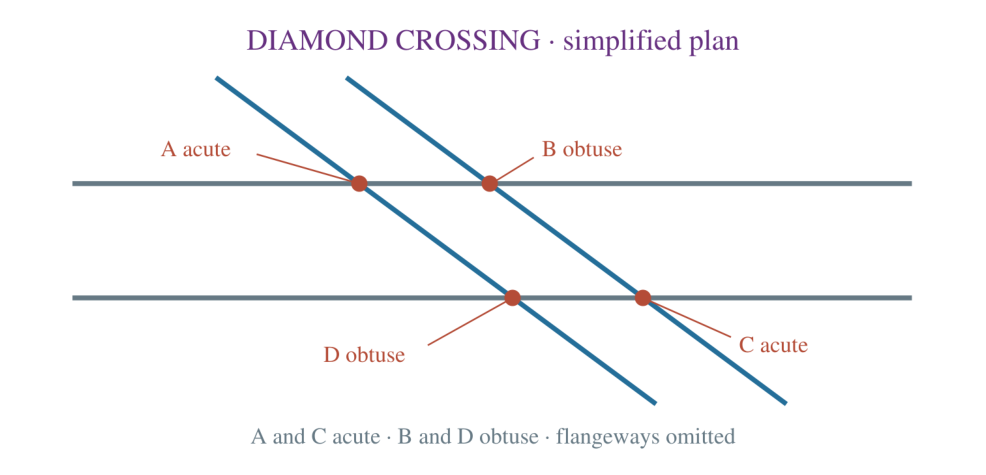 DIAMOND CROSSING · simplified plan
A acute
B obtuse
D obtuse
C acute
A and C acute · B and D obtuse · flangeways omitted